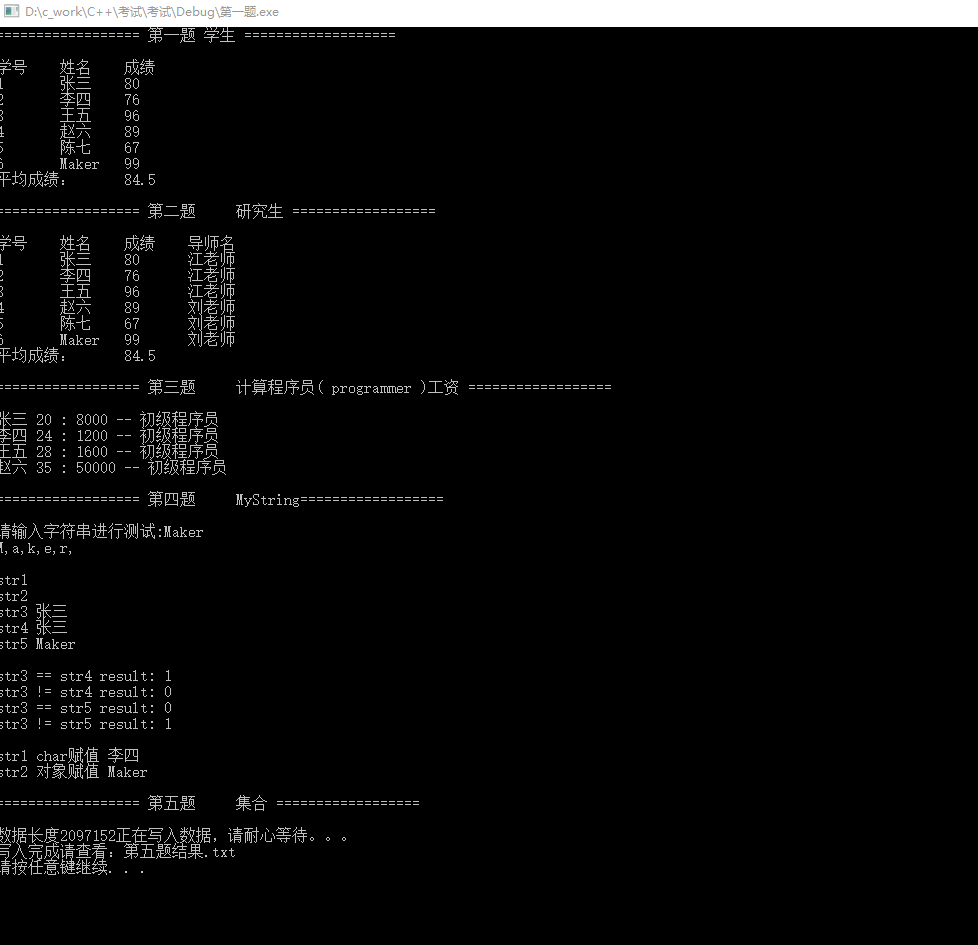 D:\c_work\C++\考试\考试\Debug\第一题.exe
================== 第一题 学生 ===================
学号 姓名 成绩
1 张三 80
2 李四 76
3 王五 96
4 赵六 89
5 陈七 67
6 Maker 99
平均成绩: 84.5
================== 第二题 研究生 ==================
学号 姓名 成绩 导师名
1 张三 80 江老师
2 李四 76 江老师
3 王五 96 江老师
4 赵六 89 刘老师
5 陈七 67 刘老师
6 Maker 99 刘老师
平均成绩: 84.5
================== 第三题 计算程序员( programmer )工资 ==================
张三 20 : 8000 -- 初级程序员
李四 24 : 1200 -- 初级程序员
王五 28 : 1600 -- 初级程序员
赵六 35 : 50000 -- 初级程序员
================== 第四题 MyString==================
请输入字符串进行测试:Maker
M,a,k,e,r,
str1
str2
str3 张三
str4 张三
str5 Maker
str3 == str4 result: 1
str3 != str4 result: 0
str3 == str5 result: 0
str3 != str5 result: 1
str1 char赋值 李四
str2 对象赋值 Maker
================== 第五题 集合 ==================
数据长度2097152正在写入数据，请耐心等待。。。
写入完成请查看：第五题结果.txt
请按任意键继续. . .